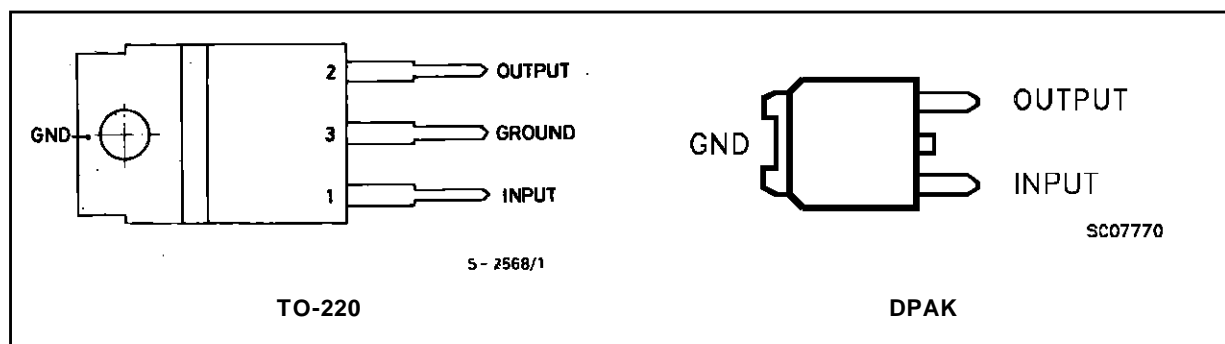 2 OUTPUT
GND
3 GROUND
1 INPUT
S-2568/1
TO-220
OUTPUT
GND
INPUT
SC07770
DPAK